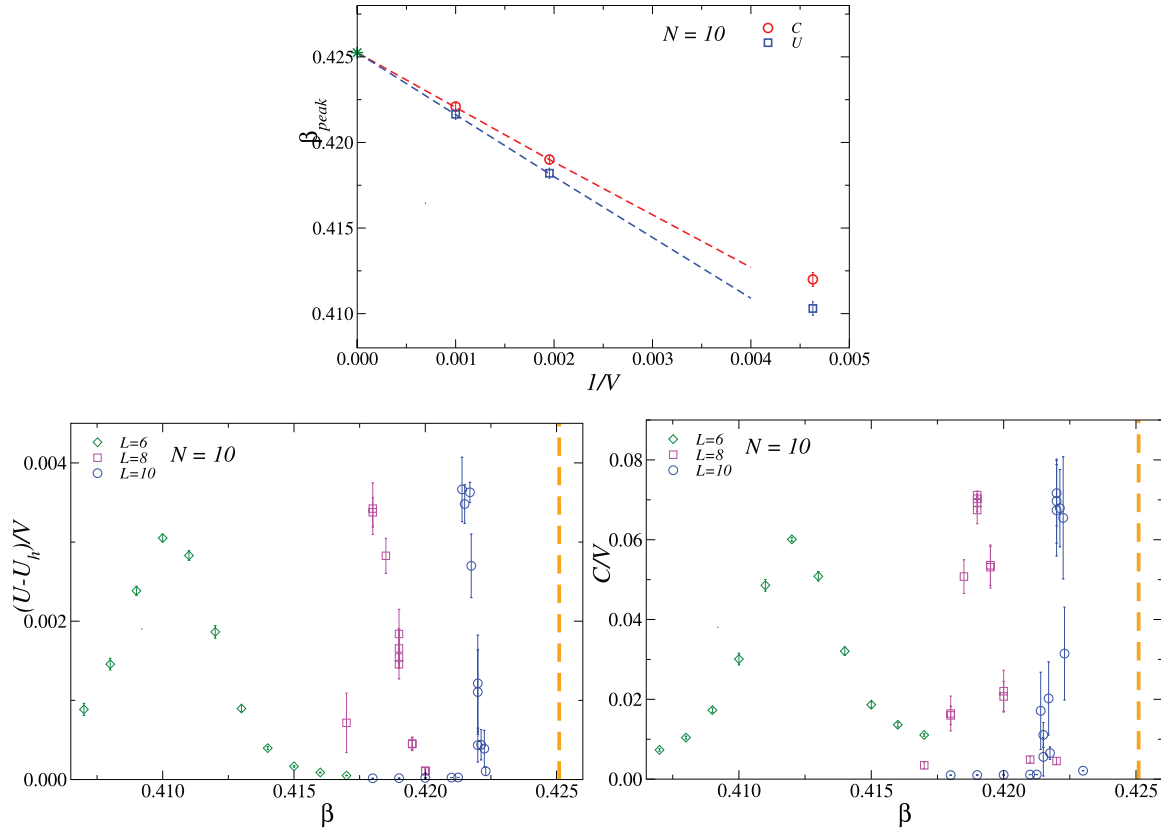 N = 10
C
U
0.425
0.420
0.415
0.410
β_peak
0.000 0.001 0.002 0.003 0.004 0.005
1/V
L=6
L=8
L=10
N = 10
0.004
0.002
0.000
(U-U_h)/V
0.410 0.415 0.420 0.425
β
L=6
L=8
L=10
N = 10
0.08
0.06
0.04
0.02
0.00
C/V
0.410 0.415 0.420 0.425
β